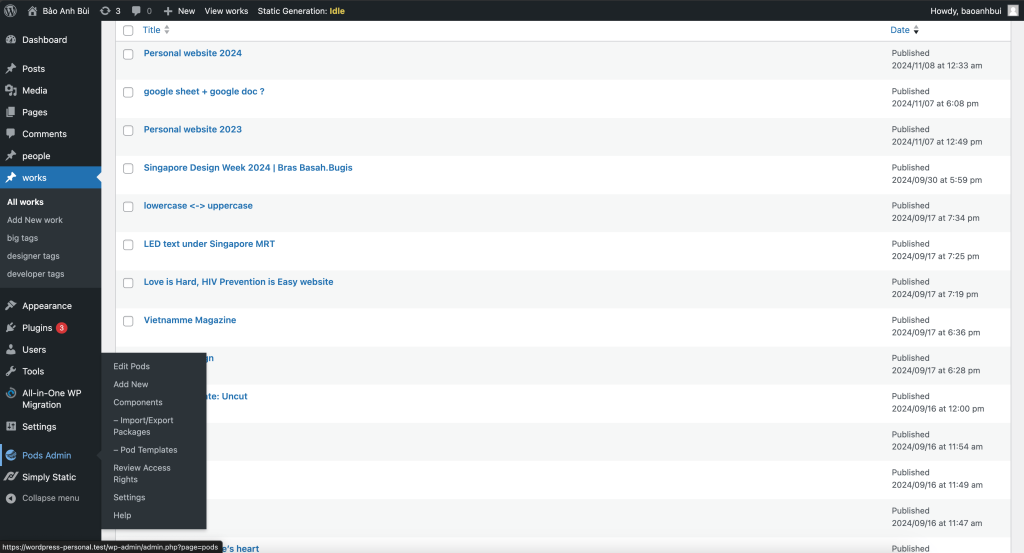 Bảo Anh Bùi 3 0 New View works Static Generation: Idle Howdy, baoanhbui
Dashboard
Posts
Media
Pages
Comments
people
works
All works
Add New work
big tags
designer tags
developer tags
Appearance
Plugins 3
Users
Tools
All-in-One WP
Migration
Settings
Pods Admin
Simply Static
Collapse menu
Edit Pods
Add New
Components
– Import/Export
Packages
– Pod Templates
Review Access
Rights
Settings
Help
Title Date
Personal website 2024 Published
2024/11/08 at 12:33 am
google sheet + google doc ? Published
2024/11/07 at 6:08 pm
Personal website 2023 Published
2024/11/07 at 12:49 pm
Singapore Design Week 2024 | Bras Basah.Bugis Published
2024/09/30 at 5:59 pm
lowercase <-> uppercase Published
2024/09/17 at 7:34 pm
LED text under Singapore MRT Published
2024/09/17 at 7:25 pm
Love is Hard, HIV Prevention is Easy website Published
2024/09/17 at 7:19 pm
Vietnamme Magazine Published
2024/09/17 at 6:36 pm
gn Published
2024/09/17 at 6:28 pm
te: Uncut Published
2024/09/16 at 12:00 pm
Published
2024/09/16 at 11:54 am
Published
2024/09/16 at 11:49 am
Published
2024/09/16 at 11:47 am
e's heart Published
https://wordpress-personal.test/wp-admin/admin.php?page=pods